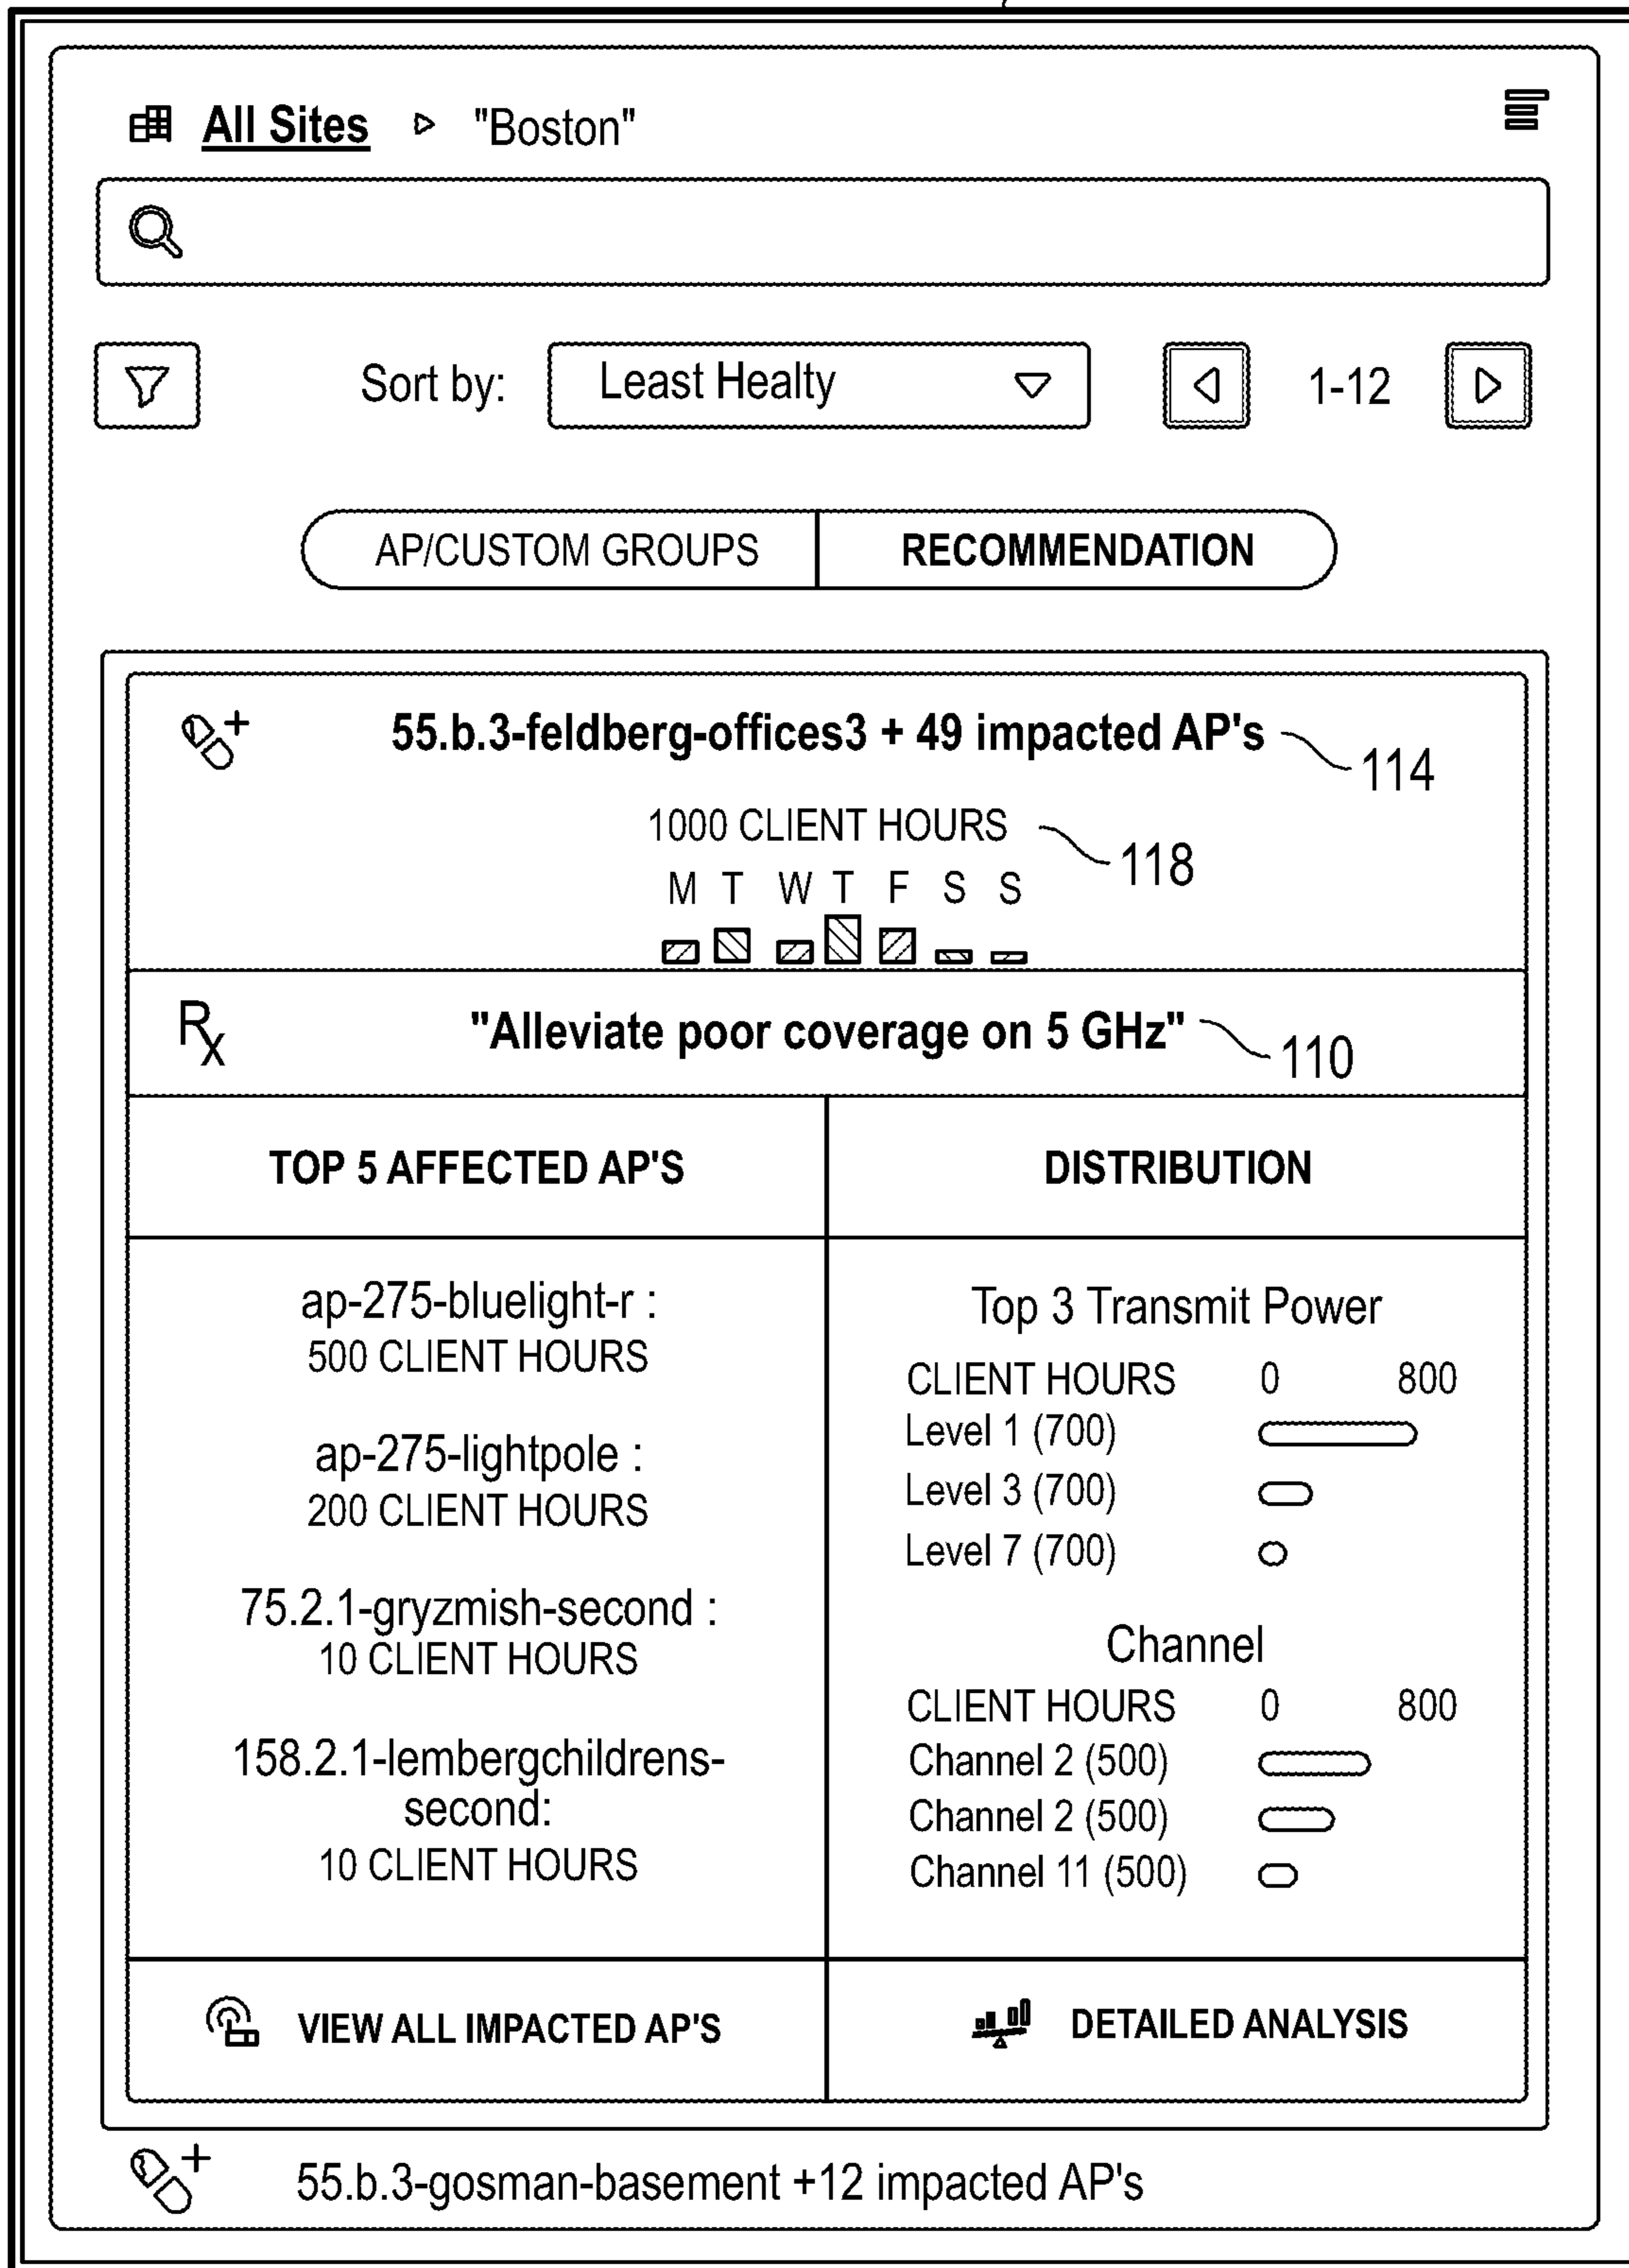 All Sites "Boston"
Sort by: Least Healty 1-12
AP/CUSTOM GROUPS RECOMMENDATION
55.b.3-feldberg-offices3 + 49 impacted AP's
114
1000 CLIENT HOURS
118
M T W T F S S
Rx "Alleviate poor coverage on 5 GHz"
110
TOP 5 AFFECTED AP'S
ap-275-bluelight-r :
500 CLIENT HOURS
ap-275-lightpole :
200 CLIENT HOURS
75.2.1-gryzmish-second :
10 CLIENT HOURS
158.2.1-lembergchildrens-
second:
10 CLIENT HOURS
DISTRIBUTION
Top 3 Transmit Power
CLIENT HOURS 0 800
Level 1 (700)
Level 3 (700)
Level 7 (700)
Channel
CLIENT HOURS 0 800
Channel 2 (500)
Channel 2 (500)
Channel 11 (500)
VIEW ALL IMPACTED AP'S
DETAILED ANALYSIS
55.b.3-gosman-basement +12 impacted AP's